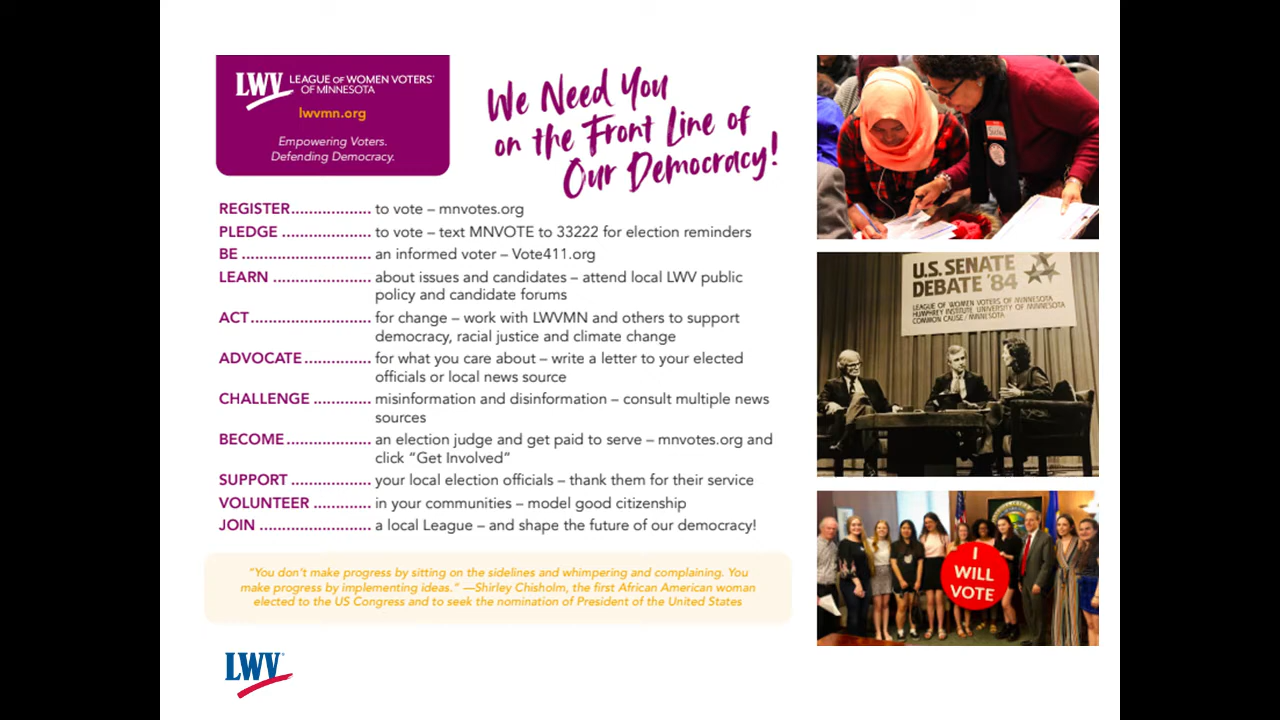 LWV LEAGUE OF WOMEN VOTERS®
OF MINNESOTA
lwvmn.org
Empowering Voters.
Defending Democracy.
We Need You
on the Front Line of
Our Democracy!
REGISTER.................. to vote – mnvotes.org
PLEDGE .................... to vote – text MNVOTE to 33222 for election reminders
BE ............................ an informed voter – Vote411.org
LEARN ..................... about issues and candidates – attend local LWV public
policy and candidate forums
ACT.......................... for change – work with LWVMN and others to support
democracy, racial justice and climate change
ADVOCATE............... for what you care about – write a letter to your elected
officials or local news source
CHALLENGE ............. misinformation and disinformation – consult multiple news
sources
BECOME................... an election judge and get paid to serve – mnvotes.org and
click “Get Involved”
SUPPORT .................. your local election officials – thank them for their service
VOLUNTEER ............. in your communities – model good citizenship
JOIN ........................ a local League – and shape the future of our democracy!
“You don’t make progress by sitting on the sidelines and whimpering and complaining. You
make progress by implementing ideas.” —Shirley Chisholm, the first African American woman
elected to the US Congress and to seek the nomination of President of the United States
LWV®
U.S. SENATE
DEBATE '84
LEAGUE OF WOMEN VOTERS OF MINNESOTA
HUMPHREY INSTITUTE, UNIVERSITY OF MINNESOTA
COMMON CAUSE/MINNESOTA
I
WILL
VOTE